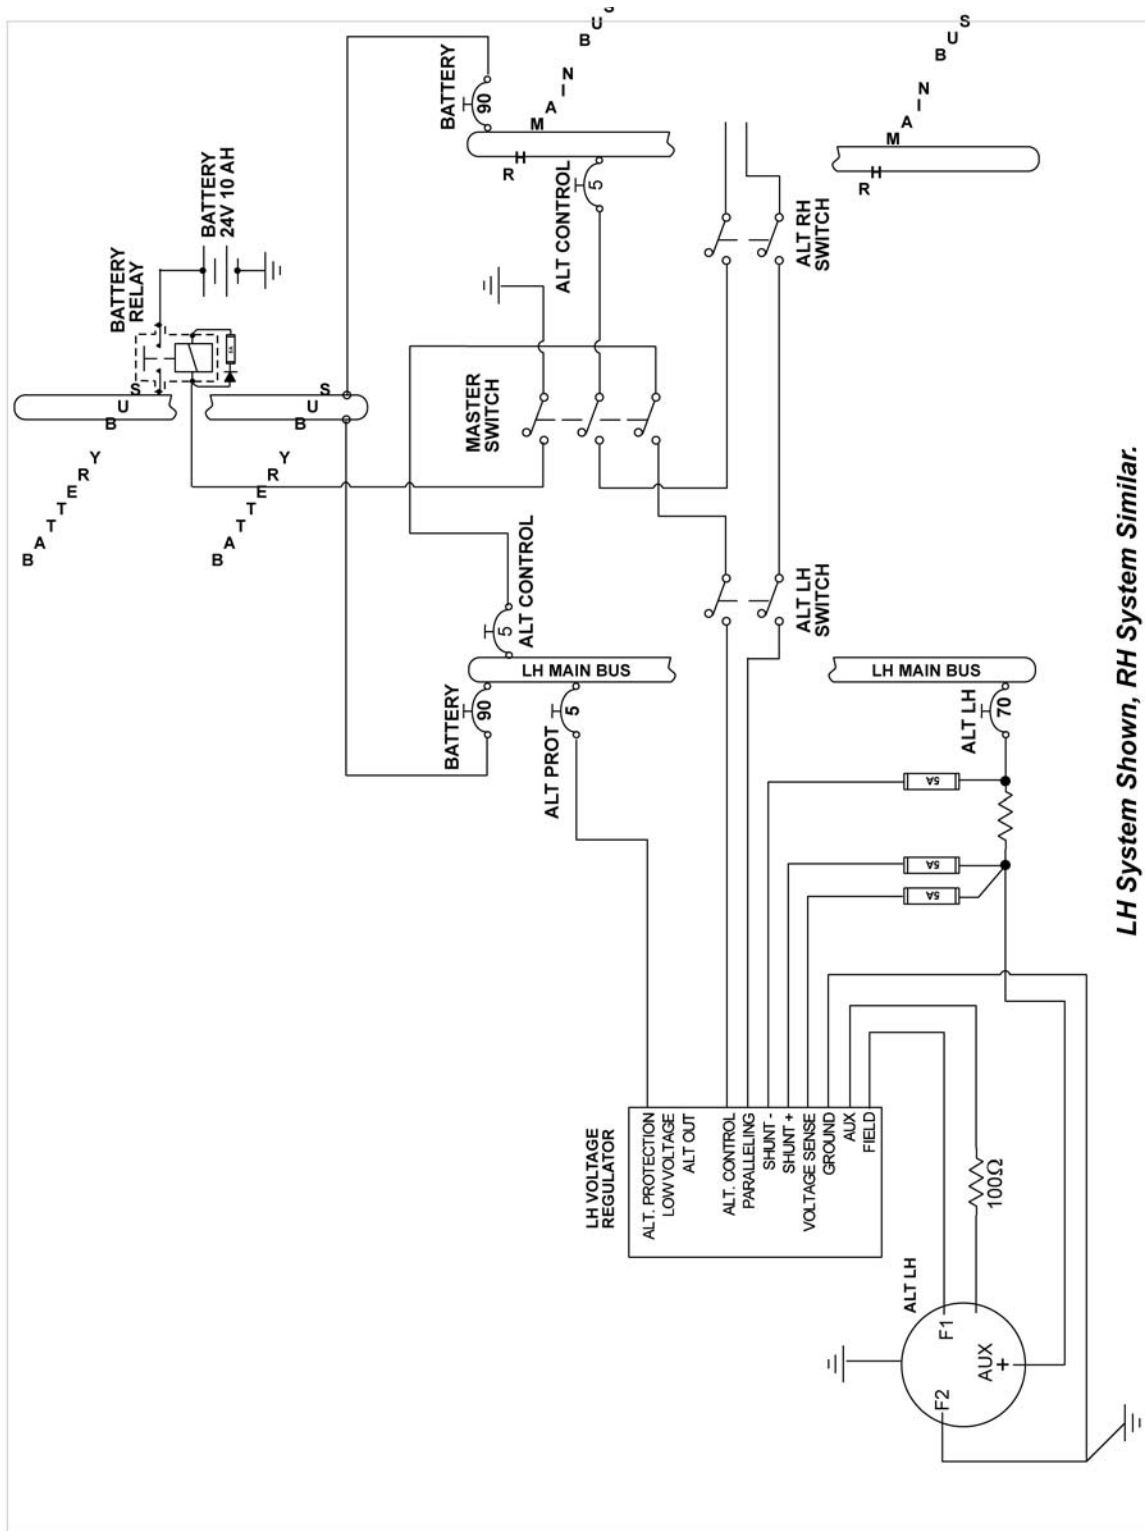 BATTERY BUS
BATTERY BUS
BATTERY
RELAY
5A
BATTERY
24V 10 AH
BATTERY
90
RH MAIN BUS
ALT CONTROL
5
MASTER
SWITCH
ALT RH
SWITCH
RH MAIN BUS
ALT CONTROL
5
LH MAIN BUS
BATTERY
90
ALT PROT
5
ALT LH
SWITCH
LH MAIN BUS
ALT LH
70
5A
5A
5A
LH VOLTAGE
REGULATOR
ALT. PROTECTION
LOW VOLTAGE
ALT OUT
ALT. CONTROL
PARALLELING
SHUNT -
SHUNT +
VOLTAGE SENSE
GROUND
AUX
FIELD
100Ω
ALT LH
F1
F2
AUX
+
LH System Shown, RH System Similar.